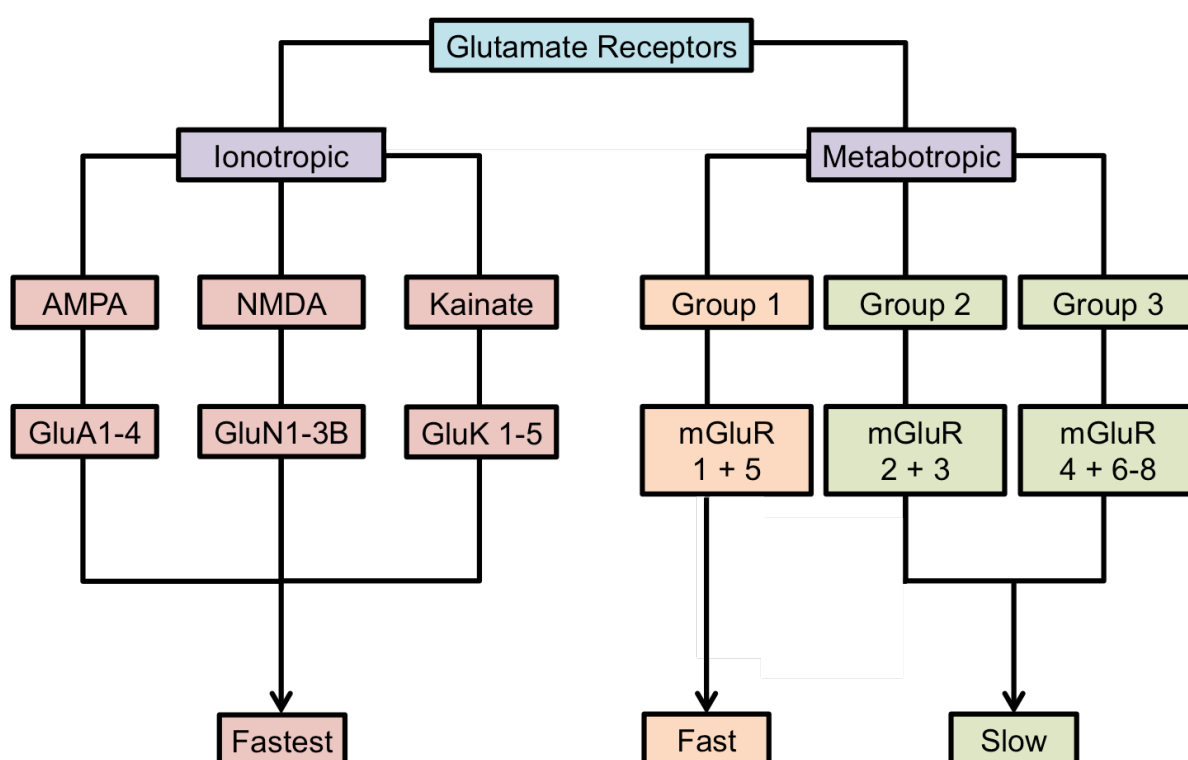 Glutamate Receptors
Ionotropic
Metabotropic
AMPA
NMDA
Kainate
Group 1
Group 2
Group 3
GluA1-4
GluN1-3B
GluK 1-5
mGluR
1 + 5
mGluR
2 + 3
mGluR
4 + 6-8
Fastest
Fast
Slow